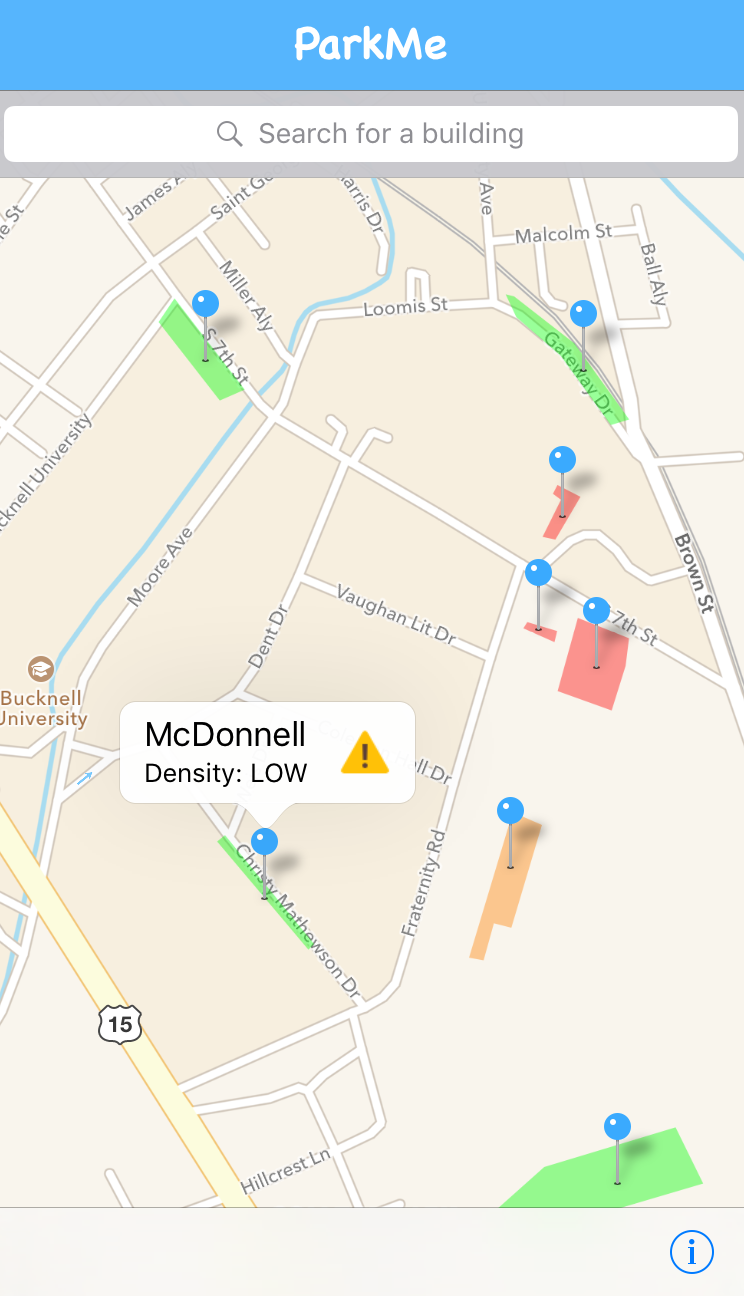 ParkMe
Search for a building
James
Saint
Harris Dr
Ave
Malcolm St
Ball Aly
Miller Aly
Loomis St
S 7th St
Gateway Dr
Bucknell University
Moore Ave
Brown St
Vaughan Lit Dr
7th St
Dent Dr
Bucknell
University
McDonnell
Density: LOW
Hall Dr
Christy Mathewson Dr
Fraternity Rd
15
Hillcrest Ln
i